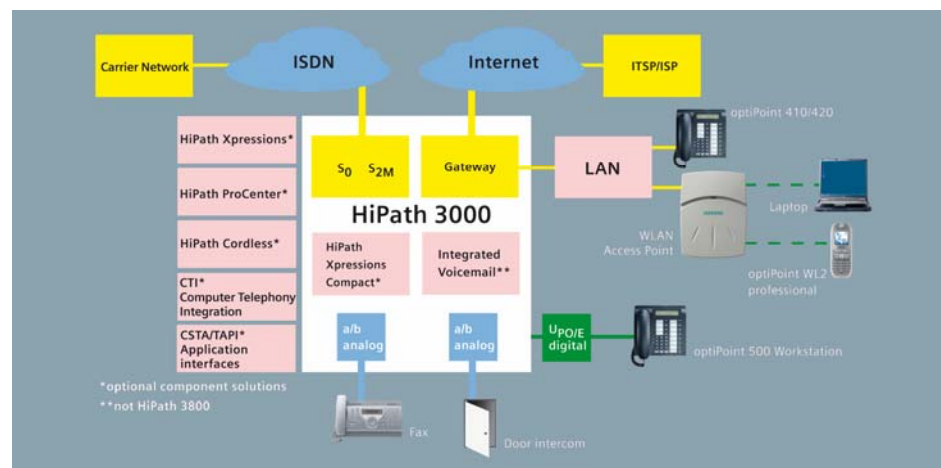 Carrier Network
ISDN
Internet
ITSP/ISP
optiPoint 410/420
HiPath Xpressions*
S0 S2M
Gateway
LAN
HiPath ProCenter*
HiPath 3000
Laptop
WLAN
Access Point
HiPath Cordless*
HiPath
Xpressions
Compact*
Integrated
Voicemail**
optiPoint WL2
professional
CTI*
Computer Telephony
Integration
CSTA/TAPI*
Application
interfaces
a/b
analog
a/b
analog
UPO/E
digital
optiPoint 500 Workstation
*optional component solutions
**not HiPath 3800
Fax
Door intercom